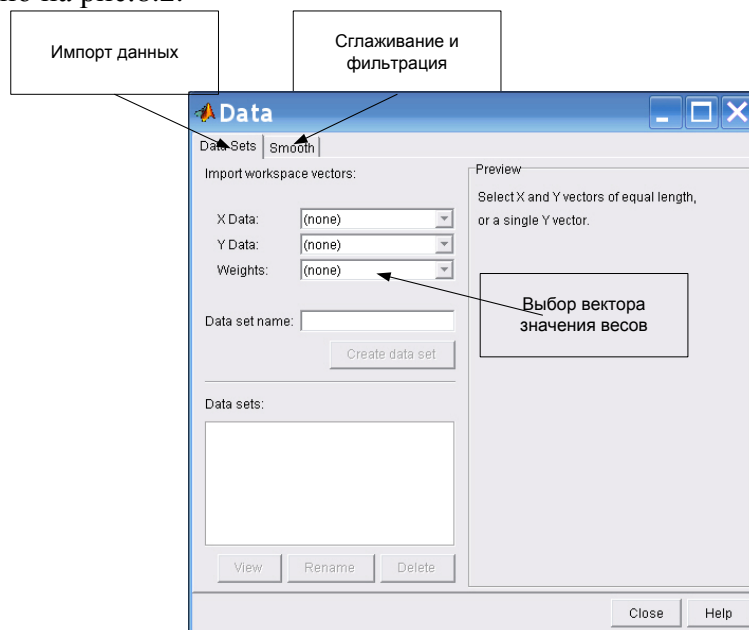 но на рис.6.2.
Импорт данных
Сглаживание и
фильтрация
Data
Data Sets
Smooth
Import workspace vectors:
Preview
Select X and Y vectors of equal length,
or a single Y vector.
X Data:
(none)
Y Data:
(none)
Weights:
(none)
Выбор вектора
значения весов
Data set name:
Create data set
Data sets:
View
Rename
Delete
Close
Help